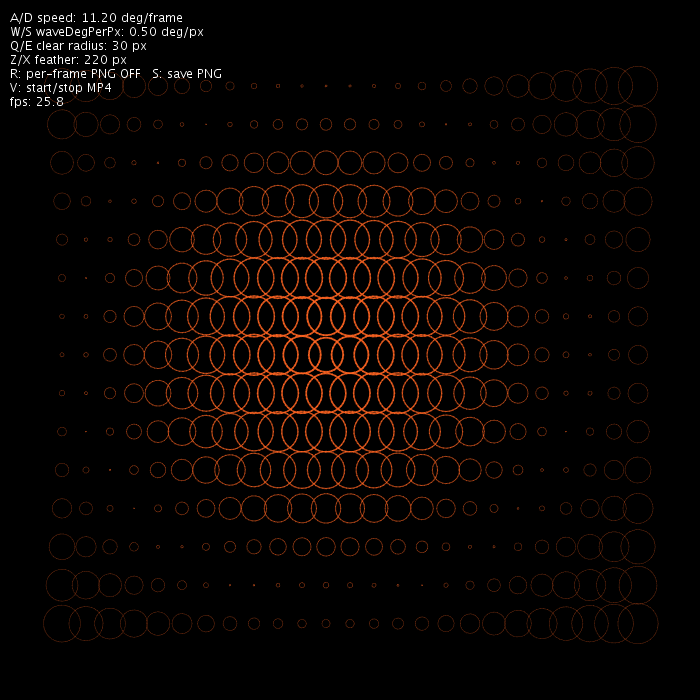 A/D speed: 11.20 deg/frame
W/S waveDegPerPx: 0.50 deg/px
Q/E clear radius: 30 px
Z/X feather: 220 px
R: per-frame PNG OFF   S: save PNG
V: start/stop MP4
fps: 25.8